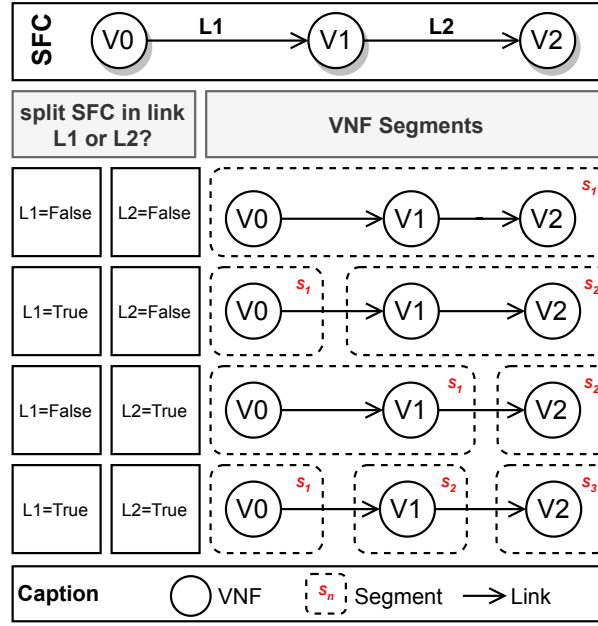 SFC
V0 L1 V1 L2 V2
split SFC in link
L1 or L2?
VNF Segments
L1=False L2=False V0 V1 V2 S1
L1=True L2=False V0 S1 V1 V2 S2
L1=False L2=True V0 V1 S1 V2 S2
L1=True L2=True V0 S1 V1 S2 V2 S3
Caption VNF Sn Segment Link